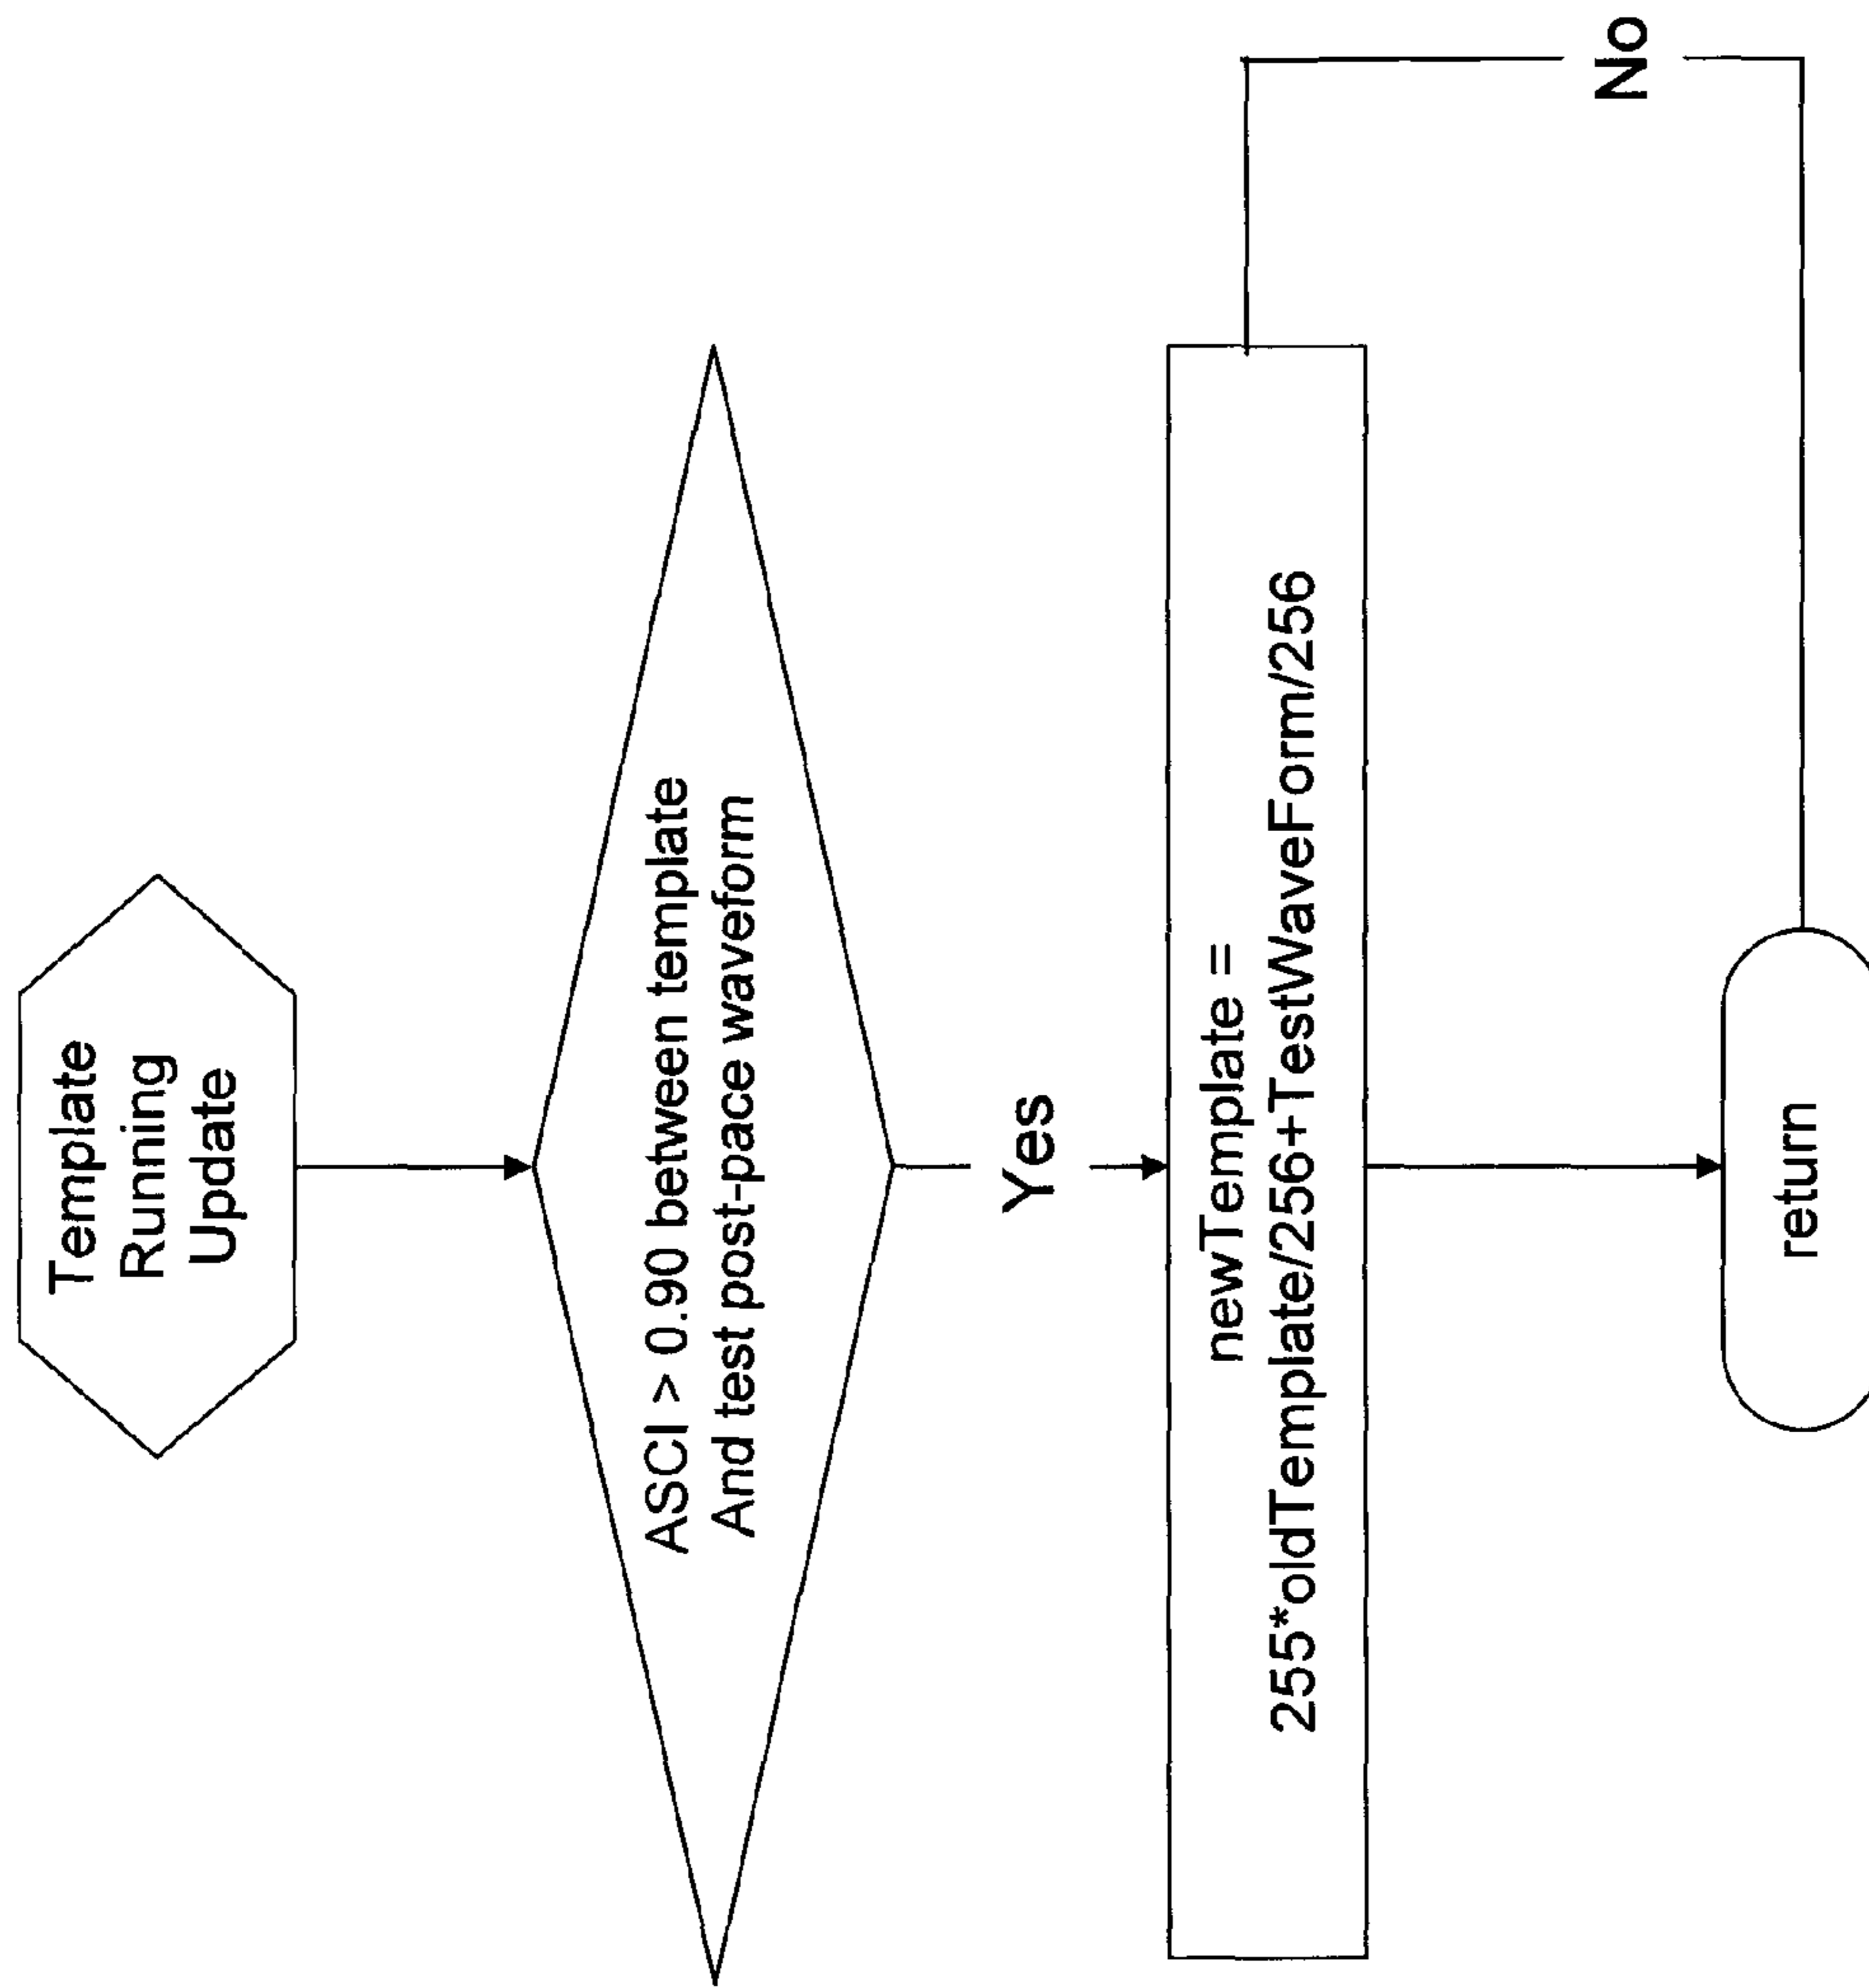 Template
Running
Update
ASCI > 0.90 between template
And test post-pace waveform
Yes
newTemplate =
255*oldTemplate/256+TestWaveForm/256
No
return